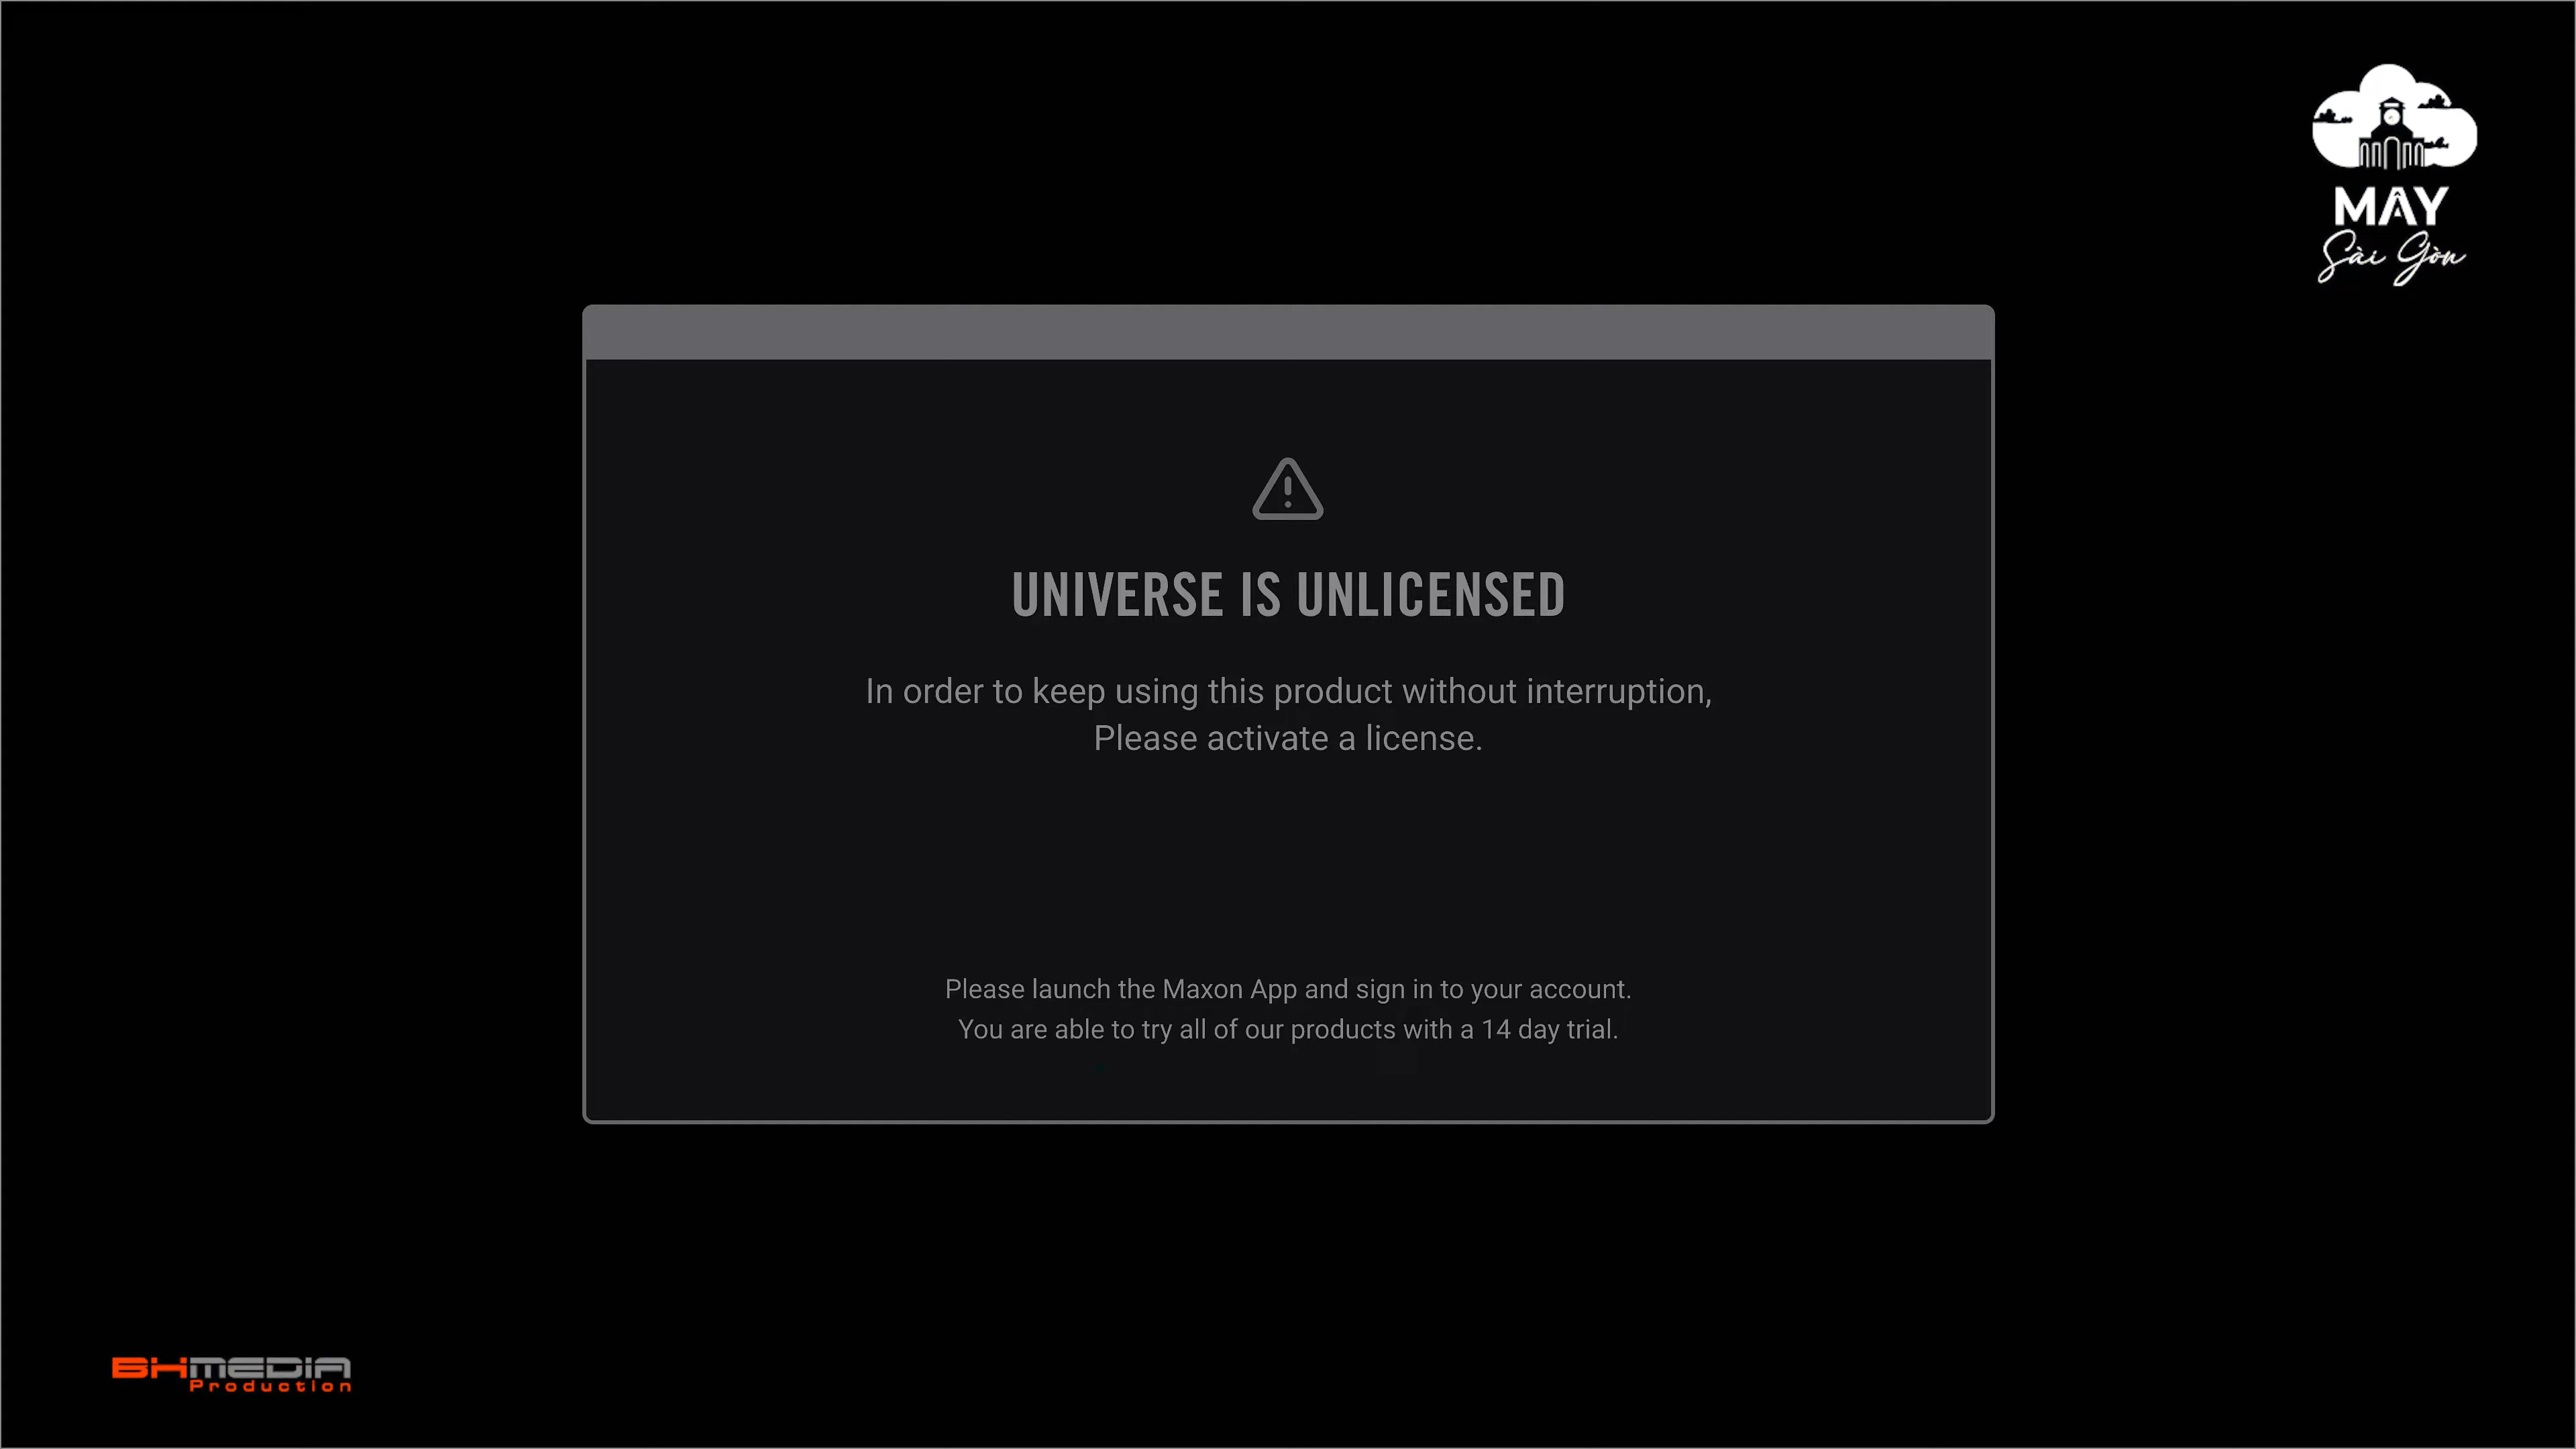 MÂY
Sài Gòn
UNIVERSE IS UNLICENSED
In order to keep using this product without interruption,
Please activate a license.
Please launch the Maxon App and sign in to your account.
You are able to try all of our products with a 14 day trial.
BHMEDIA
Production